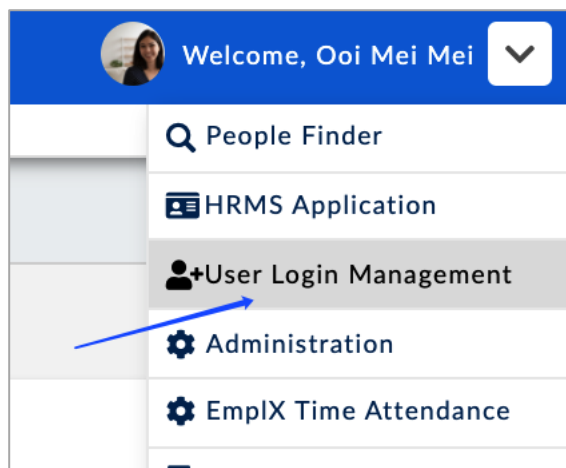 Welcome, Ooi Mei Mei
People Finder
HRMS Application
User Login Management
Administration
EmplX Time Attendance